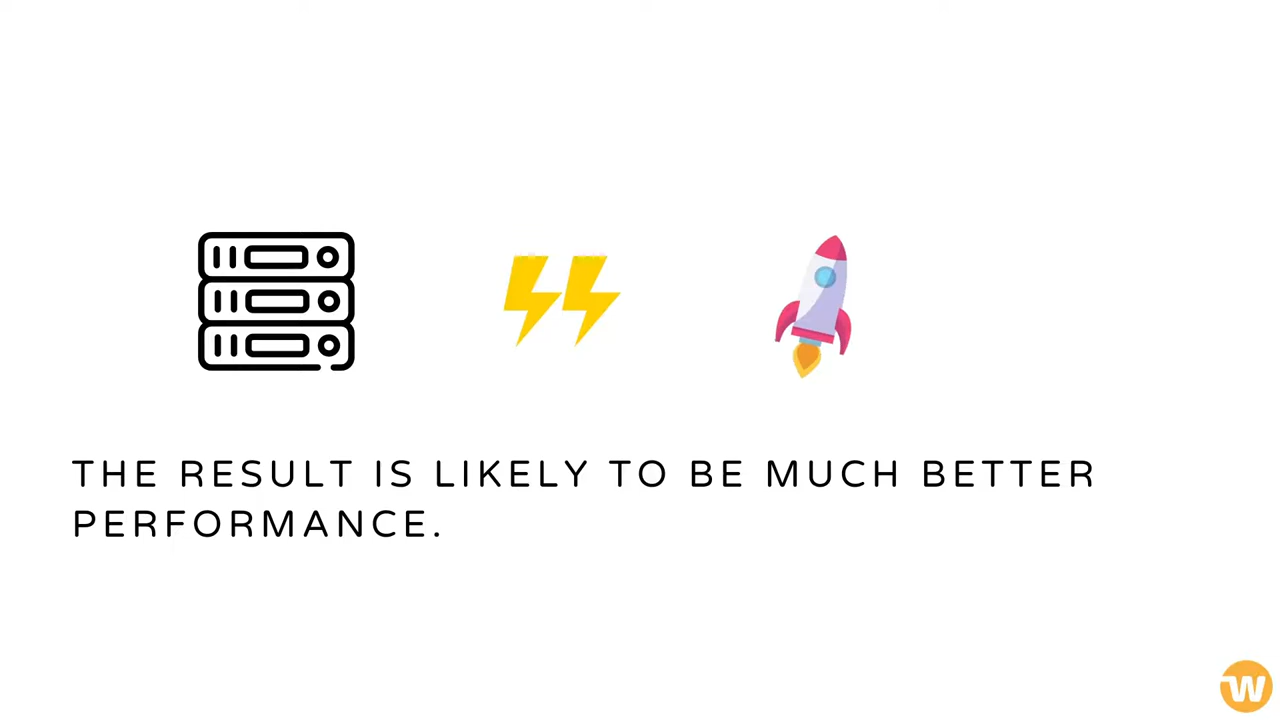 THE RESULT IS LIKELY TO BE MUCH BETTER
PERFORMANCE.
W